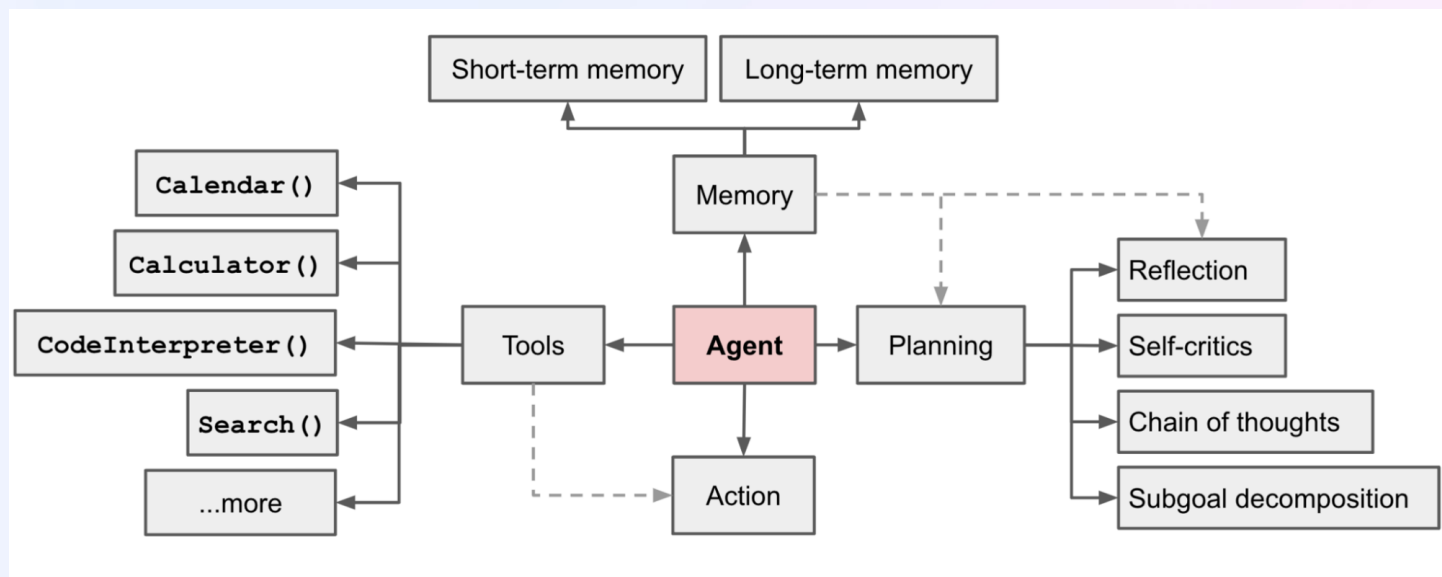 Short-term memory
Long-term memory
Calendar()
Memory
Calculator()
Reflection
CodeInterpreter()
Tools
Agent
Planning
Self-critics
Search()
Chain of thoughts
...more
Action
Subgoal decomposition